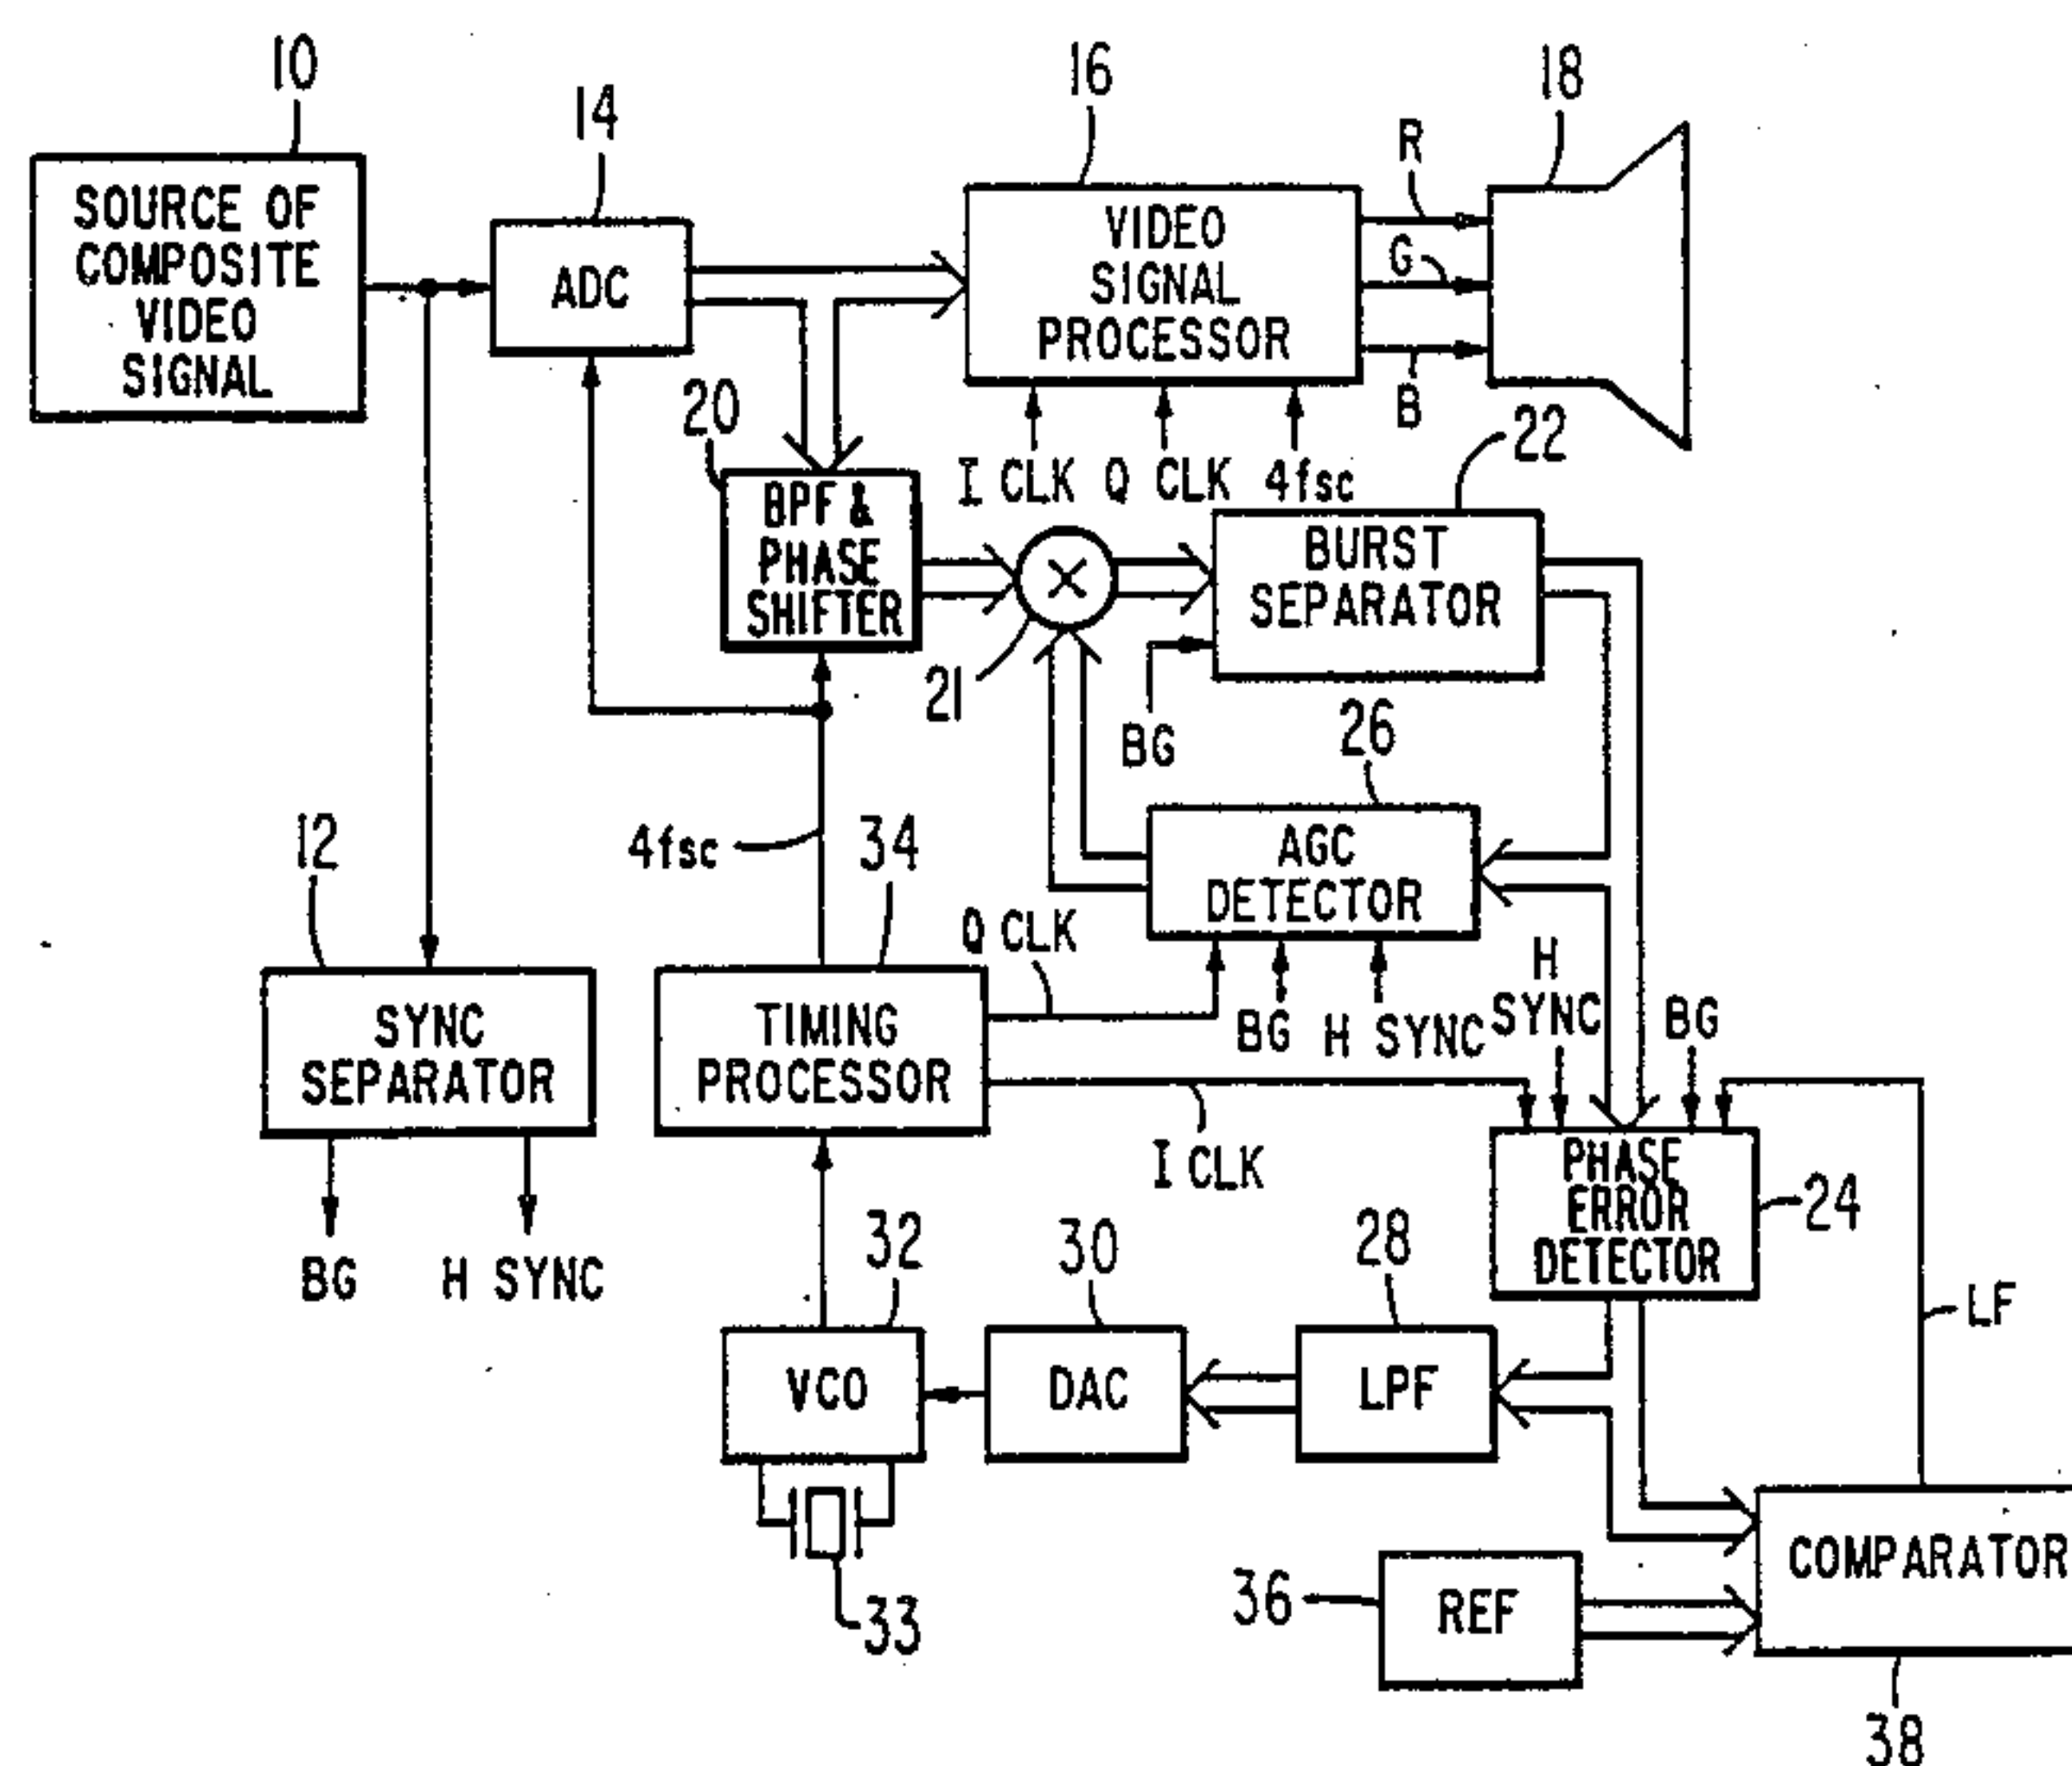 10
14
16
18
SOURCE OF
COMPOSITE
VIDEO
SIGNAL
ADC
VIDEO
SIGNAL
PROCESSOR
R
G
B
20
I CLK
Q CLK
4fsc
22
BPF &
PHASE
SHIFTER
X
BURST
SEPARATOR
21
BG
26
12
4fsc
34
AGC
DETECTOR
Q CLK
SYNC
SEPARATOR
TIMING
PROCESSOR
BG
H SYNC
H
SYNC
BG
I CLK
PHASE
ERROR
DETECTOR
24
BG
H SYNC
32
30
28
LF
VCO
DAC
LPF
33
36
REF
COMPARATOR
38